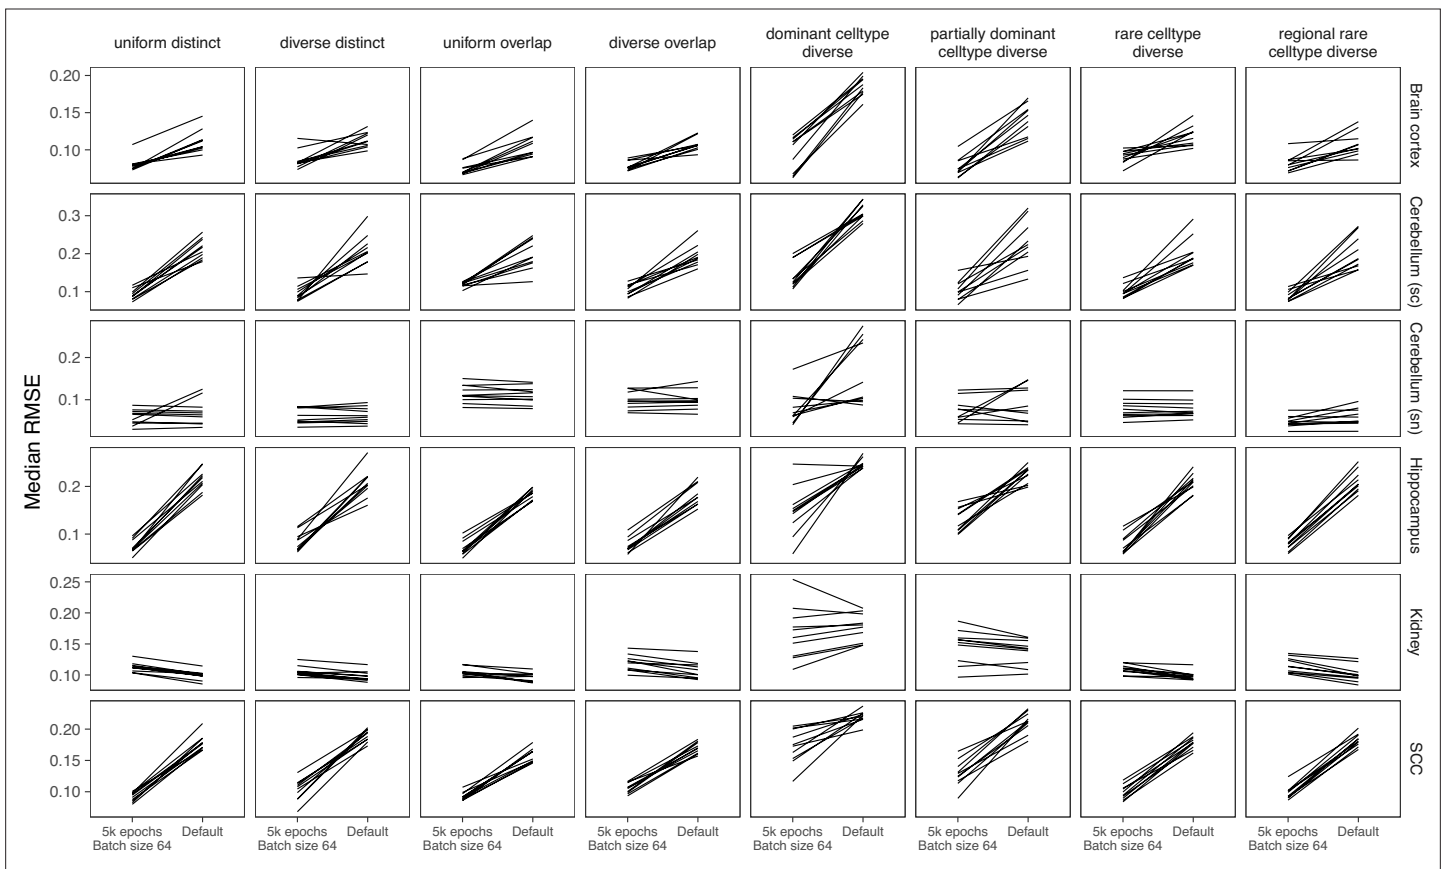 uniform distinct
diverse distinct
uniform overlap
diverse overlap
dominant celltype
diverse
partially dominant
celltype diverse
rare celltype
diverse
regional rare
celltype diverse
Median RMSE
0.20
0.15
0.10
Brain cortex
0.3
0.2
0.1
Cerebellum (sc)
0.2
0.1
Cerebellum (sn)
0.2
0.1
Hippocampus
0.25
0.20
0.15
0.10
Kidney
0.20
0.15
0.10
SCC
5k epochs
Batch size 64
Default
5k epochs
Batch size 64
Default
5k epochs
Batch size 64
Default
5k epochs
Batch size 64
Default
5k epochs
Batch size 64
Default
5k epochs
Batch size 64
Default
5k epochs
Batch size 64
Default
5k epochs
Batch size 64
Default